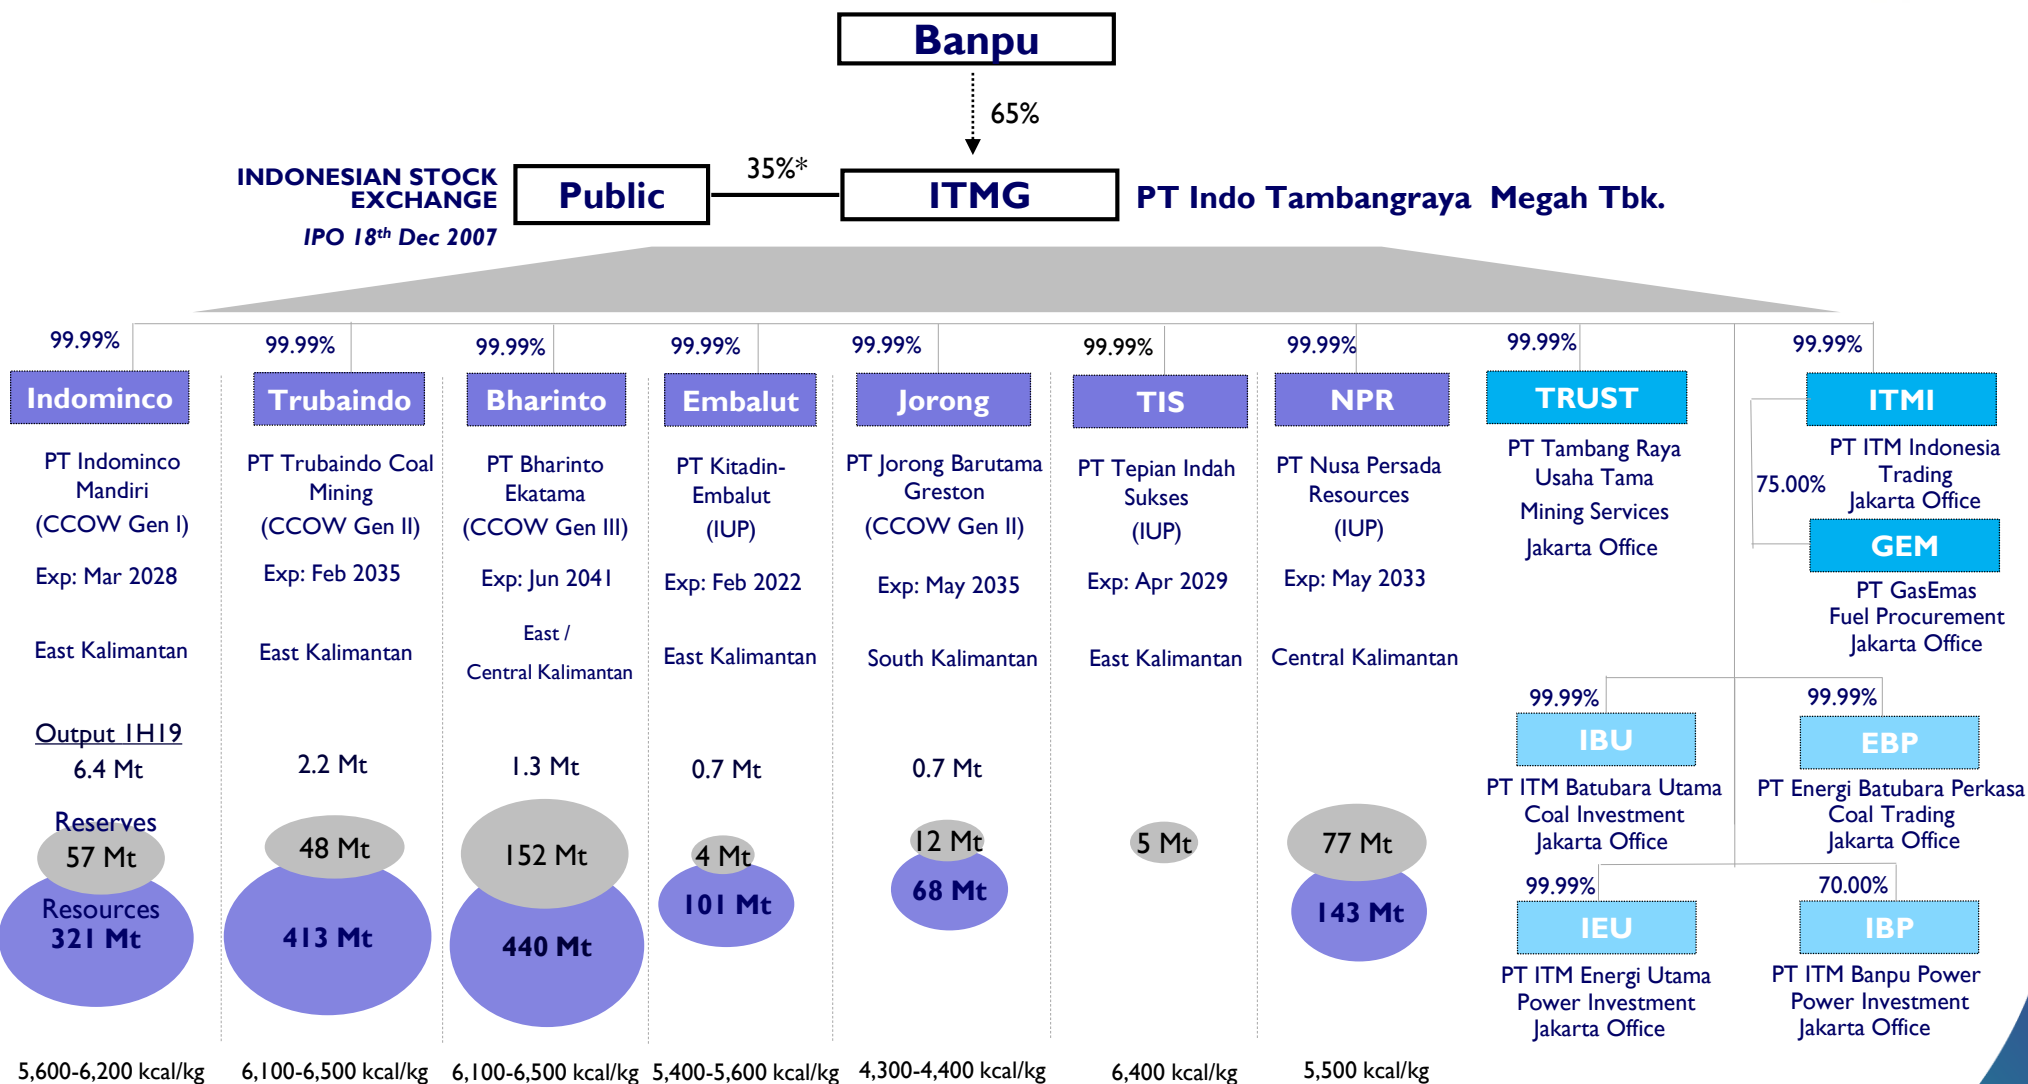 Banpu
65%
INDONESIAN STOCK
EXCHANGE
IPO 18th Dec 2007
Public
35%*
ITMG
PT Indo Tambangraya Megah Tbk.
99.99%
Indominco
PT Indominco
Mandiri
(CCOW Gen I)
Exp: Mar 2028
East Kalimantan
Output 1H19
6.4 Mt
Reserves
57 Mt
Resources
321 Mt
5,600-6,200 kcal/kg
99.99%
Trubaindo
PT Trubaindo Coal
Mining
(CCOW Gen II)
Exp: Feb 2035
East Kalimantan
2.2 Mt
48 Mt
413 Mt
6,100-6,500 kcal/kg
99.99%
Bharinto
PT Bharinto
Ekatama
(CCOW Gen III)
Exp: Jun 2041
East /
Central Kalimantan
1.3 Mt
152 Mt
440 Mt
6,100-6,500 kcal/kg
99.99%
Embalut
PT Kitadin-
Embalut
(IUP)
Exp: Feb 2022
East Kalimantan
0.7 Mt
4 Mt
101 Mt
5,400-5,600 kcal/kg
99.99%
Jorong
PT Jorong Barutama
Greston
(CCOW Gen II)
Exp: May 2035
South Kalimantan
0.7 Mt
12 Mt
68 Mt
4,300-4,400 kcal/kg
99.99%
TIS
PT Tepian Indah
Sukses
(IUP)
Exp: Apr 2029
East Kalimantan
5 Mt
6,400 kcal/kg
99.99%
NPR
PT Nusa Persada
Resources
(IUP)
Exp: May 2033
Central Kalimantan
77 Mt
143 Mt
5,500 kcal/kg
99.99%
TRUST
PT Tambang Raya
Usaha Tama
Mining Services
Jakarta Office
99.99%
ITMI
PT ITM Indonesia
Trading
Jakarta Office
75.00%
GEM
PT GasEmas
Fuel Procurement
Jakarta Office
99.99%
IBU
PT ITM Batubara Utama
Coal Investment
Jakarta Office
99.99%
EBP
PT Energi Batubara Perkasa
Coal Trading
Jakarta Office
99.99%
IEU
PT ITM Energi Utama
Power Investment
Jakarta Office
70.00%
IBP
PT ITM Banpu Power
Power Investment
Jakarta Office